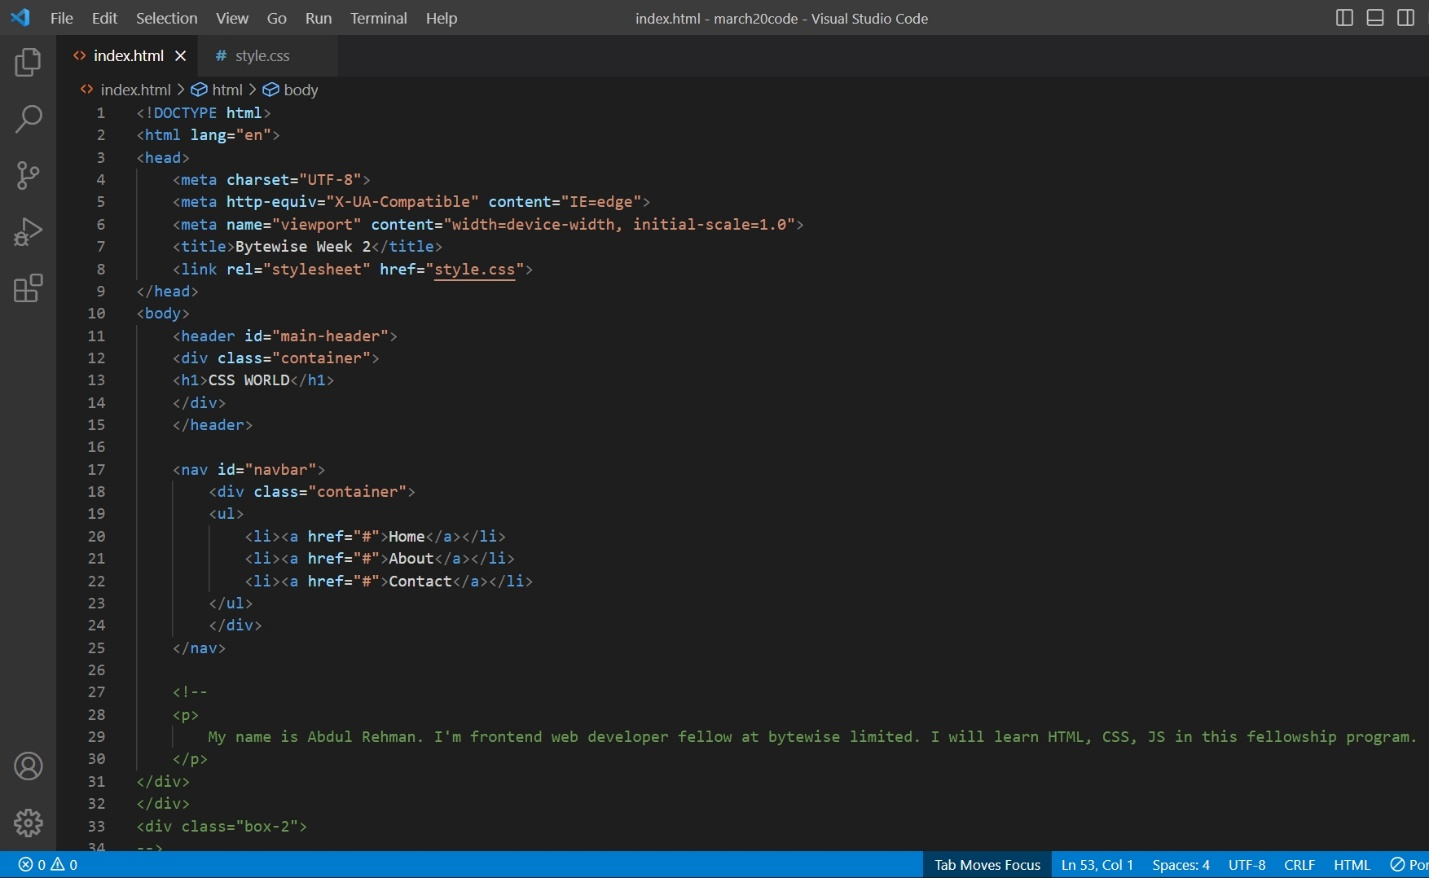 File Edit Selection View Go Run Terminal Help index.html - march20code - Visual Studio Code
index.html # style.css
index.html > html > body
1 <!DOCTYPE html>
2 <html lang="en">
3 <head>
4     <meta charset="UTF-8">
5     <meta http-equiv="X-UA-Compatible" content="IE=edge">
6     <meta name="viewport" content="width=device-width, initial-scale=1.0">
7     <title>Bytewise Week 2</title>
8     <link rel="stylesheet" href="style.css">
9 </head>
10 <body>
11     <header id="main-header">
12     <div class="container">
13     <h1>CSS WORLD</h1>
14     </div>
15     </header>
16
17     <nav id="navbar">
18         <div class="container">
19         <ul>
20             <li><a href="#">Home</a></li>
21             <li><a href="#">About</a></li>
22             <li><a href="#">Contact</a></li>
23         </ul>
24         </div>
25     </nav>
26
27     <!--
28     <p>
29         My name is Abdul Rehman. I'm frontend web developer fellow at bytewise limited. I will learn HTML, CSS, JS in this fellowship program.
30     </p>
31 </div>
32 </div>
33 <div class="box-2">
34 -->
0 0 Tab Moves Focus Ln 53, Col 1 Spaces: 4 UTF-8 CRLF HTML Por